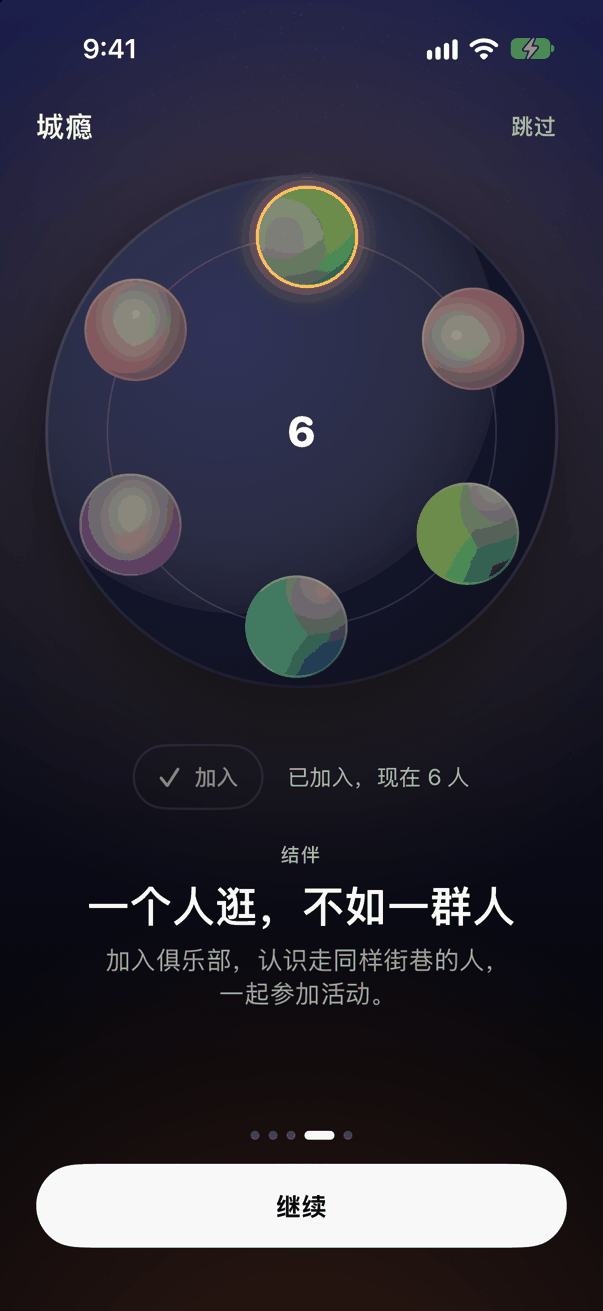 9:41
城瘾
跳过
6
加入
已加入，现在 6 人
结伴
一个人逛，不如一群人
加入俱乐部，认识走同样街巷的人，
一起参加活动。
继续